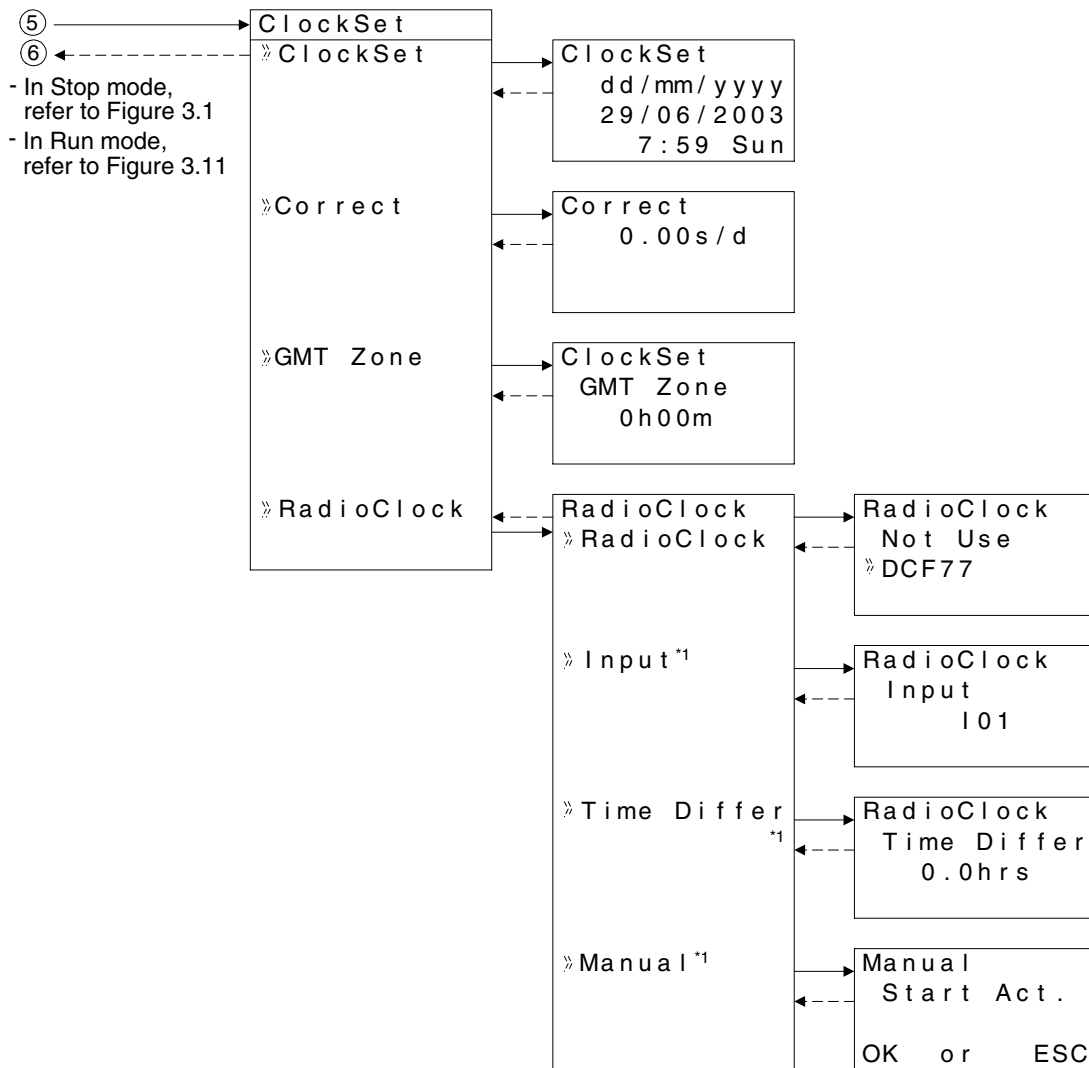 ⑤
⑥
- In Stop mode,
refer to Figure 3.1
- In Run mode,
refer to Figure 3.11
ClockSet
»ClockSet
»Correct
»GMT Zone
»RadioClock
ClockSet
dd/mm/yyyy
29/06/2003
7:59 Sun
Correct
0.00s/d
ClockSet
GMT Zone
0h00m
RadioClock
»RadioClock
»Input*1
»Time Differ
*1
»Manual*1
RadioClock
Not Use
»DCF77
RadioClock
Input
I01
RadioClock
Time Differ
0.0hrs
Manual
Start Act.
OK or ESC